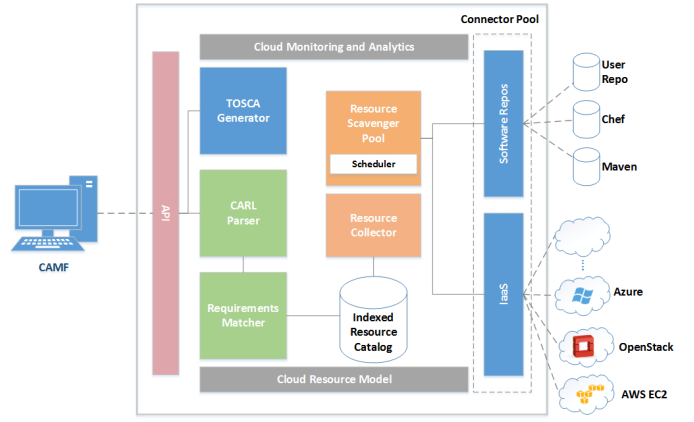 Connector Pool
Cloud Monitoring and Analytics
TOSCA
Generator
Resource
Scavenger
Pool
Scheduler
Software Repos
User
Repo
Chef
Maven
API
CARL
Parser
Resource
Collector
CAMF
Requirements
Matcher
Indexed
Resource
Catalog
IaaS
Azure
OpenStack
AWS EC2
Cloud Resource Model